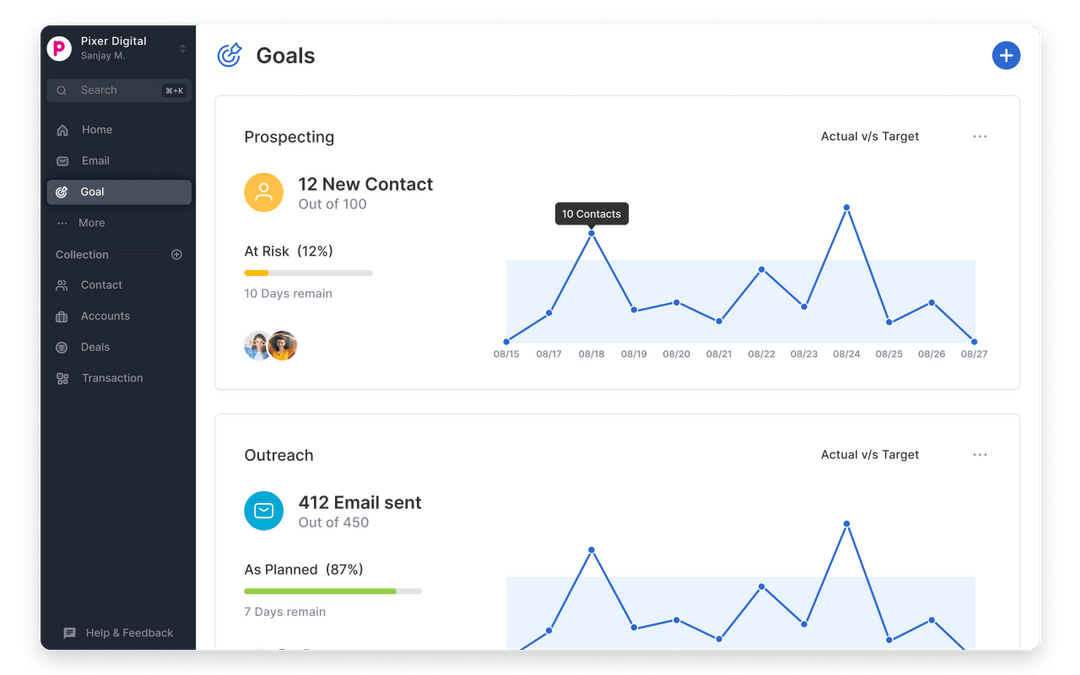 Pixer Digital
Sanjay M.
Search ⌘+K
Home
Email
Goal
More
Collection
Contact
Accounts
Deals
Transaction
Help & Feedback
Goals
Prospecting
Actual v/s Target
12 New Contact
Out of 100
At Risk (12%)
10 Days remain
10 Contacts
08/15 08/17 08/18 08/19 08/20 08/21 08/22 08/23 08/24 08/25 08/26 08/27
Outreach
Actual v/s Target
412 Email sent
Out of 450
As Planned (87%)
7 Days remain